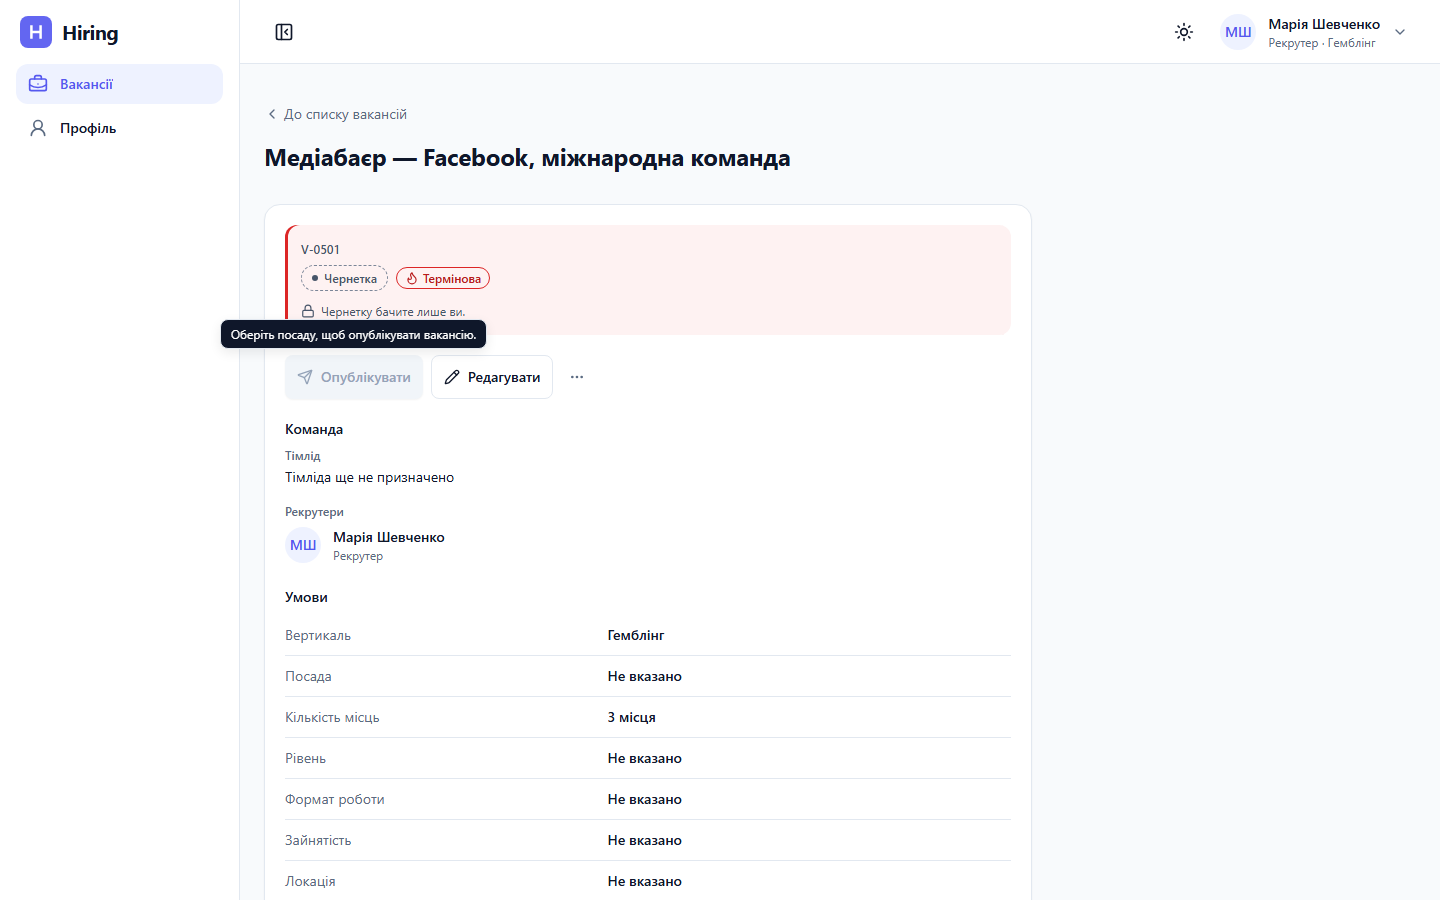 H Hiring
Вакансії
Профіль
МШ
Марія Шевченко
Рекрутер · Гемблінг
До списку вакансій
Медіабаєр — Facebook, міжнародна команда
V-0501
Чернетка
Термінова
Чернетку бачите лише ви.
Оберіть посаду, щоб опублікувати вакансію.
Опублікувати
Редагувати
Команда
Тімлід
Тімліда ще не призначено
Рекрутери
МШ
Марія Шевченко
Рекрутер
Умови
Вертикаль Гемблінг
Посада Не вказано
Кількість місць 3 місця
Рівень Не вказано
Формат роботи Не вказано
Зайнятість Не вказано
Локація Не вказано